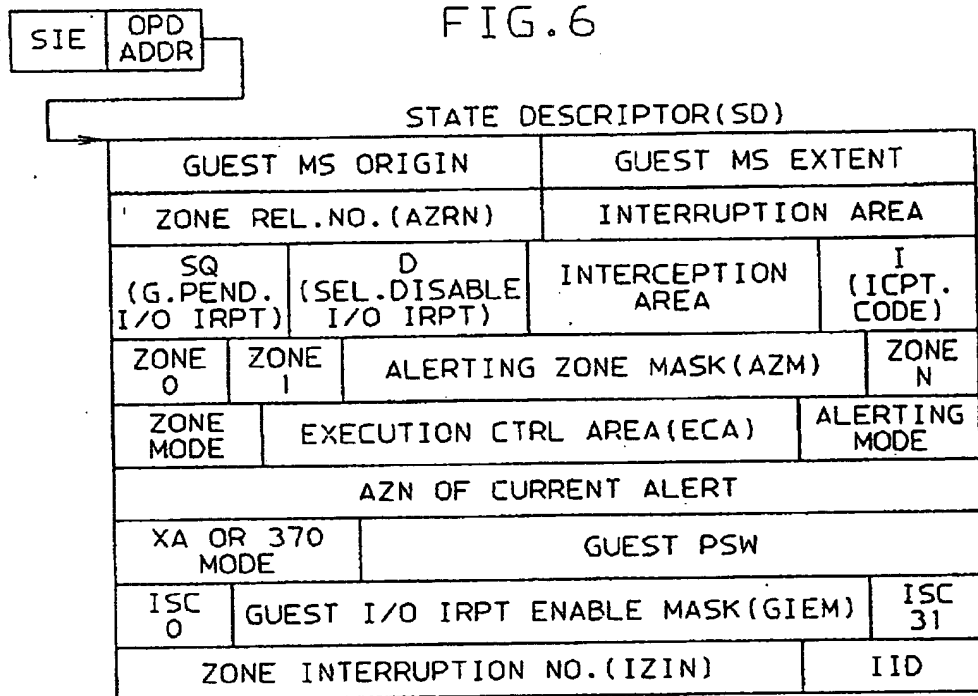 FIG.6
SIE
OPD
ADDR
STATE DESCRIPTOR(SD)
GUEST MS ORIGIN
GUEST MS EXTENT
ZONE REL.NO.(AZRN)
INTERRUPTION AREA
SQ
(G.PEND.
I/O IRPT)
D
(SEL.DISABLE
I/O IRPT)
INTERCEPTION
AREA
I
(ICPT.
CODE)
ZONE
0
ZONE
1
ALERTING ZONE MASK(AZM)
ZONE
N
ZONE
MODE
EXECUTION CTRL AREA(ECA)
ALERTING
MODE
AZN OF CURRENT ALERT
XA OR 370
MODE
GUEST PSW
ISC
0
GUEST I/O IRPT ENABLE MASK(GIEM)
ISC
31
ZONE INTERRUPTION NO.(IZIN)
IID